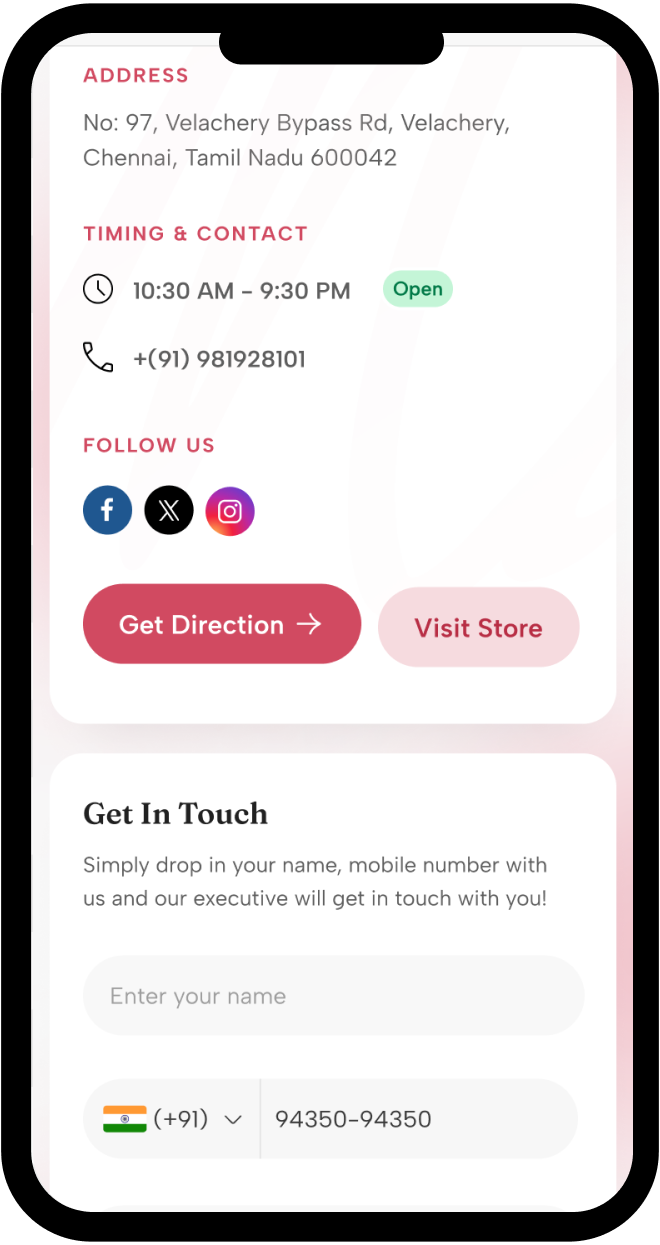 ADDRESS
No: 97, Velachery Bypass Rd, Velachery,
Chennai, Tamil Nadu 600042
TIMING & CONTACT
10:30 AM – 9:30 PM Open
+(91) 981928101
FOLLOW US
Get Direction → Visit Store
Get In Touch
Simply drop in your name, mobile number with
us and our executive will get in touch with you!
Enter your name
(+91) 94350-94350